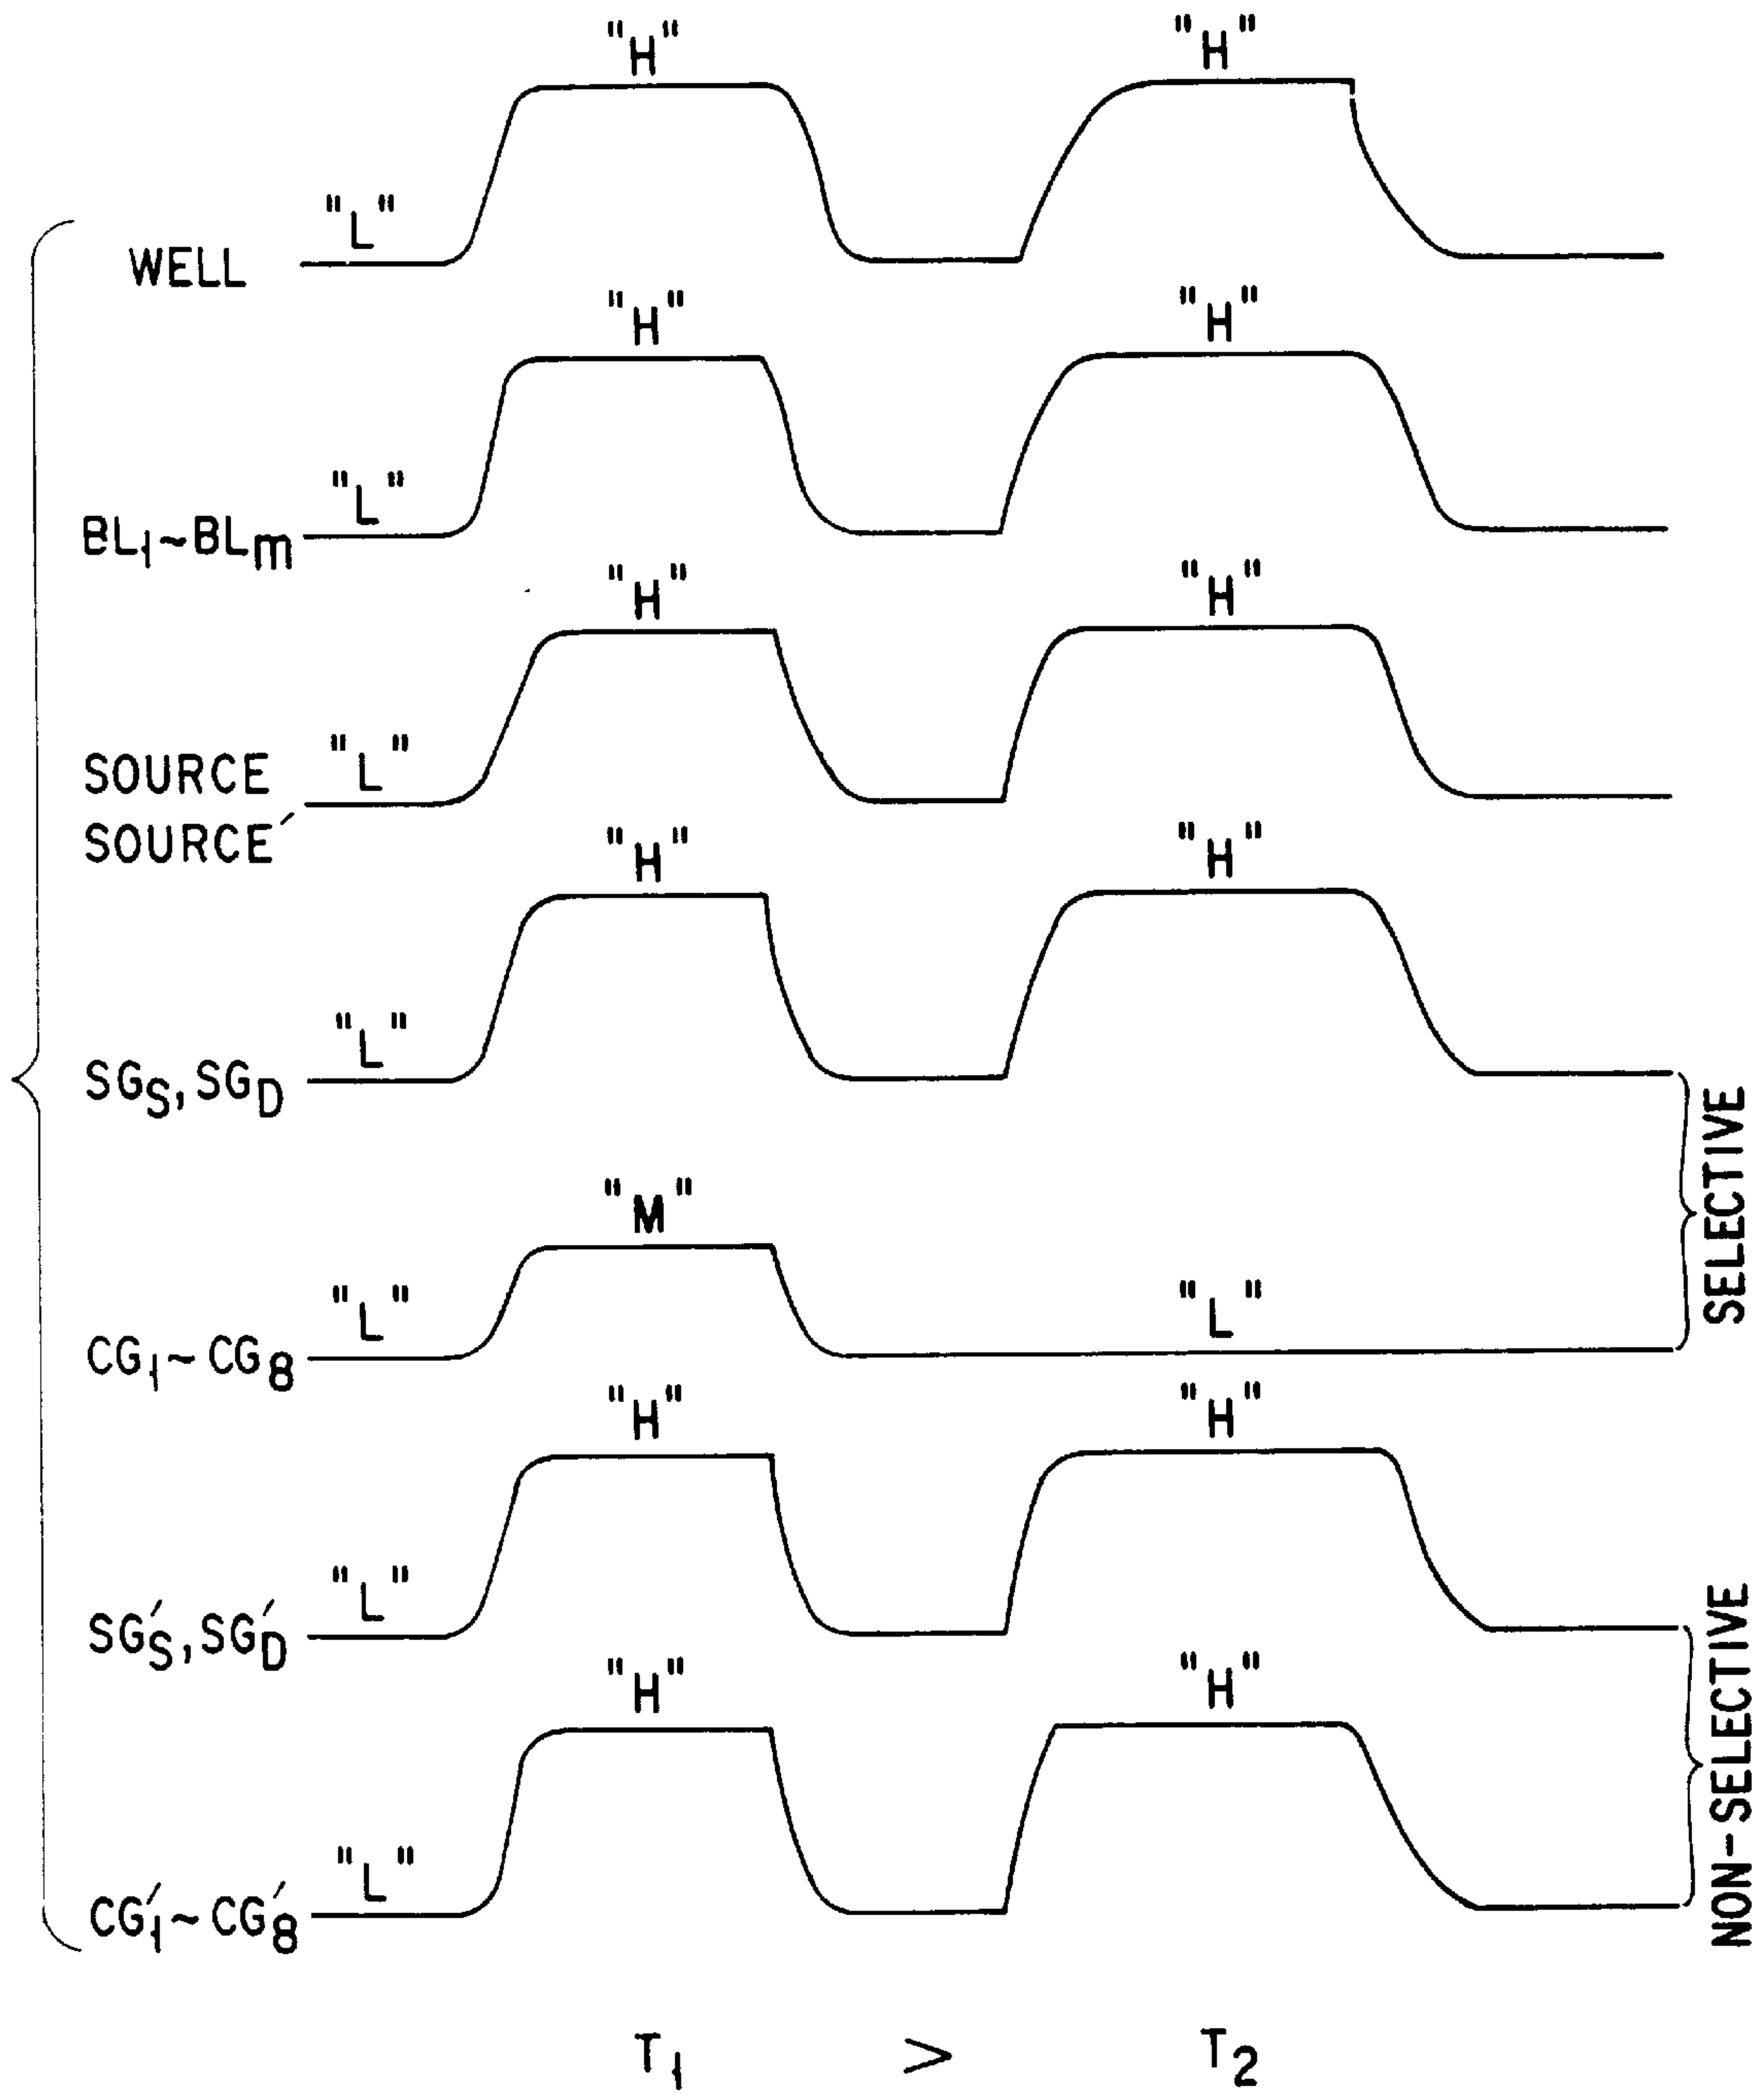 "H" "H"
"L"
WELL
"H" "H"
"L"
BL1~BLm
"H" "H"
"L"
SOURCE
SOURCE′
"H" "H"
"L"
SGS, SGD
"M"
"L" "L"
CG1~CG8
SELECTIVE
"H" "H"
"L"
SG′S, SG′D
"H" "H"
"L"
CG′1~CG′8
NON-SELECTIVE
T1 > T2